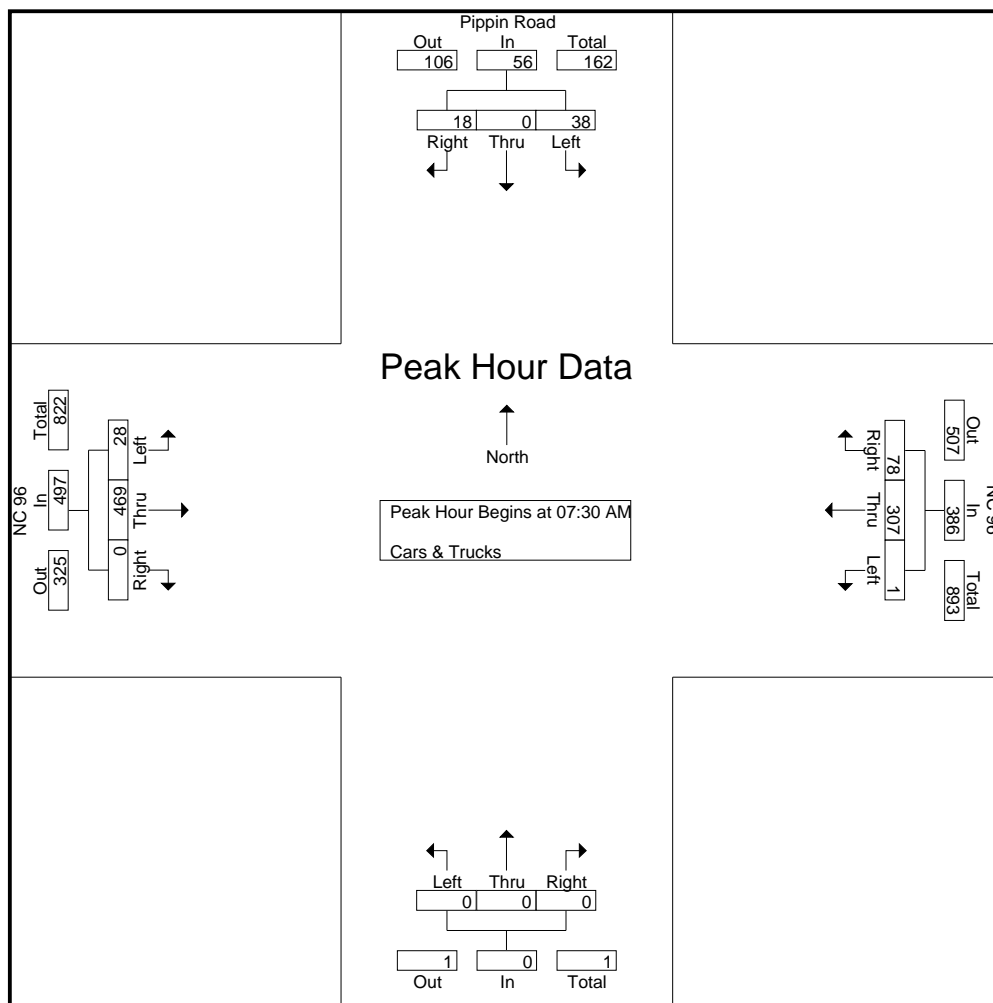 Pippin Road
Out In Total
106 56 162
18 0 38
Right Thru Left
Peak Hour Data
North
Peak Hour Begins at 07:30 AM
Cars & Trucks
NC 96
Total In Out
822 497 325
28 469 0
Left Thru Right
Out In Total
507 386 893
Right Thru Left
78 307 1
Left Thru Right
0 0 0
1 0 1
Out In Total